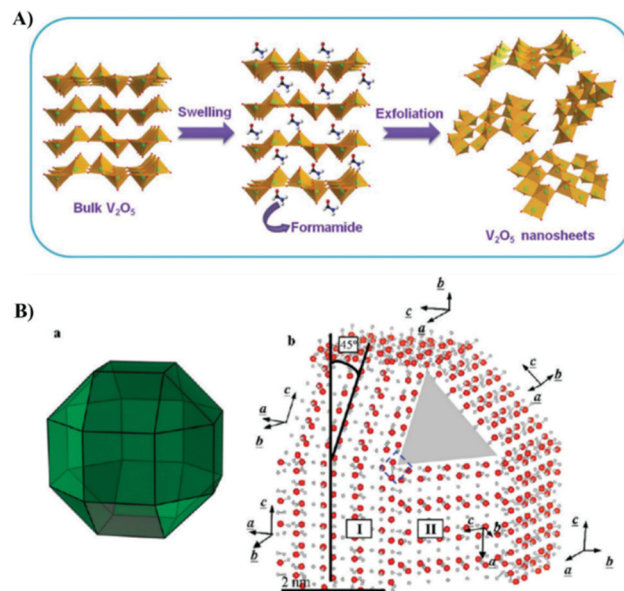 A)
Swelling
Exfoliation
Bulk V₂O₅
Formamide
V₂O₅ nanosheets
B)
a
b
45°
b
c
a
c
b
a
c
a
b
c
a
b
I
II
c
b
a
c
a
b
2 nm